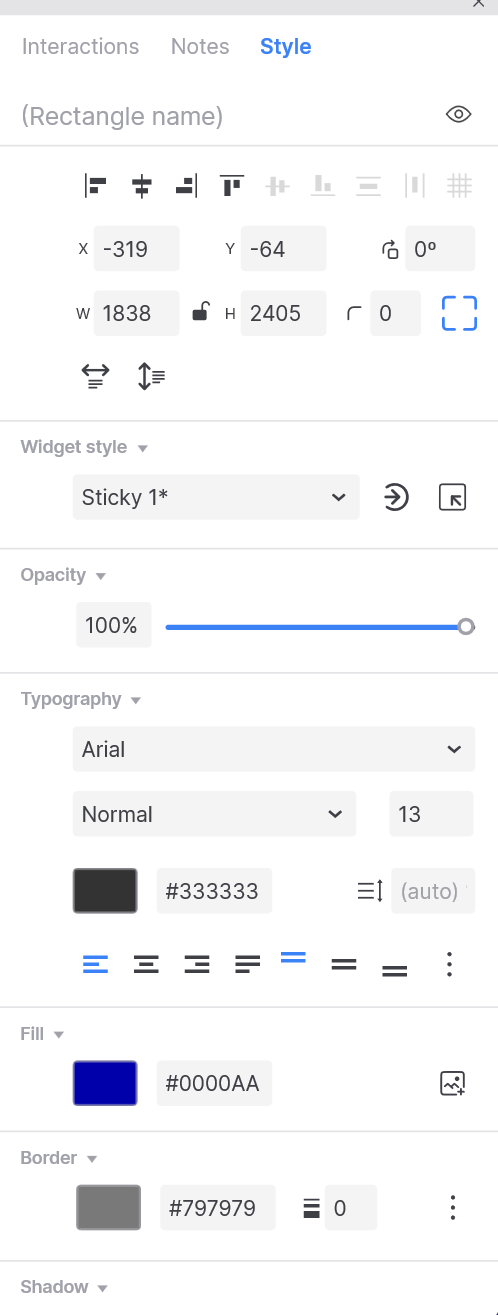 Interactions Notes Style
(Rectangle name)
X -319 Y -64 0º
W 1838 H 2405 0
Widget style
Sticky 1*
Opacity
100%
Typography
Arial
Normal 13
#333333 (auto)
Fill
#0000AA
Border
#797979 0
Shadow